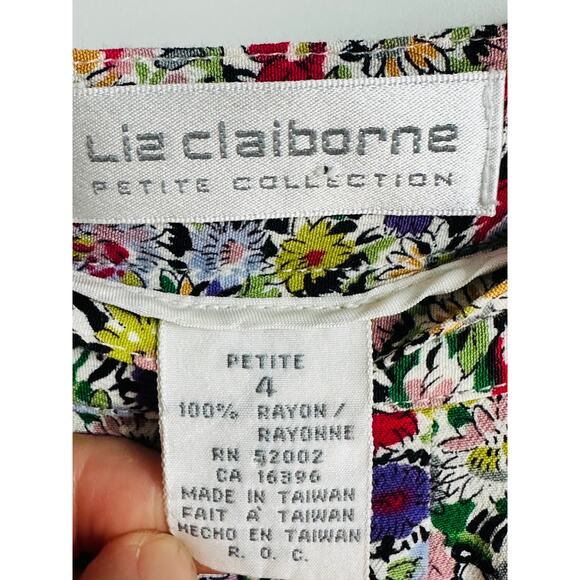 Liz claiborne
PETITE COLLECTION
PETITE
4
100% RAYON/
RAYONNE
RN 52002
CA 16396
MADE IN TAIWAN
FAIT À TAIWAN
HECHO EN TAIWAN
R. O. C.